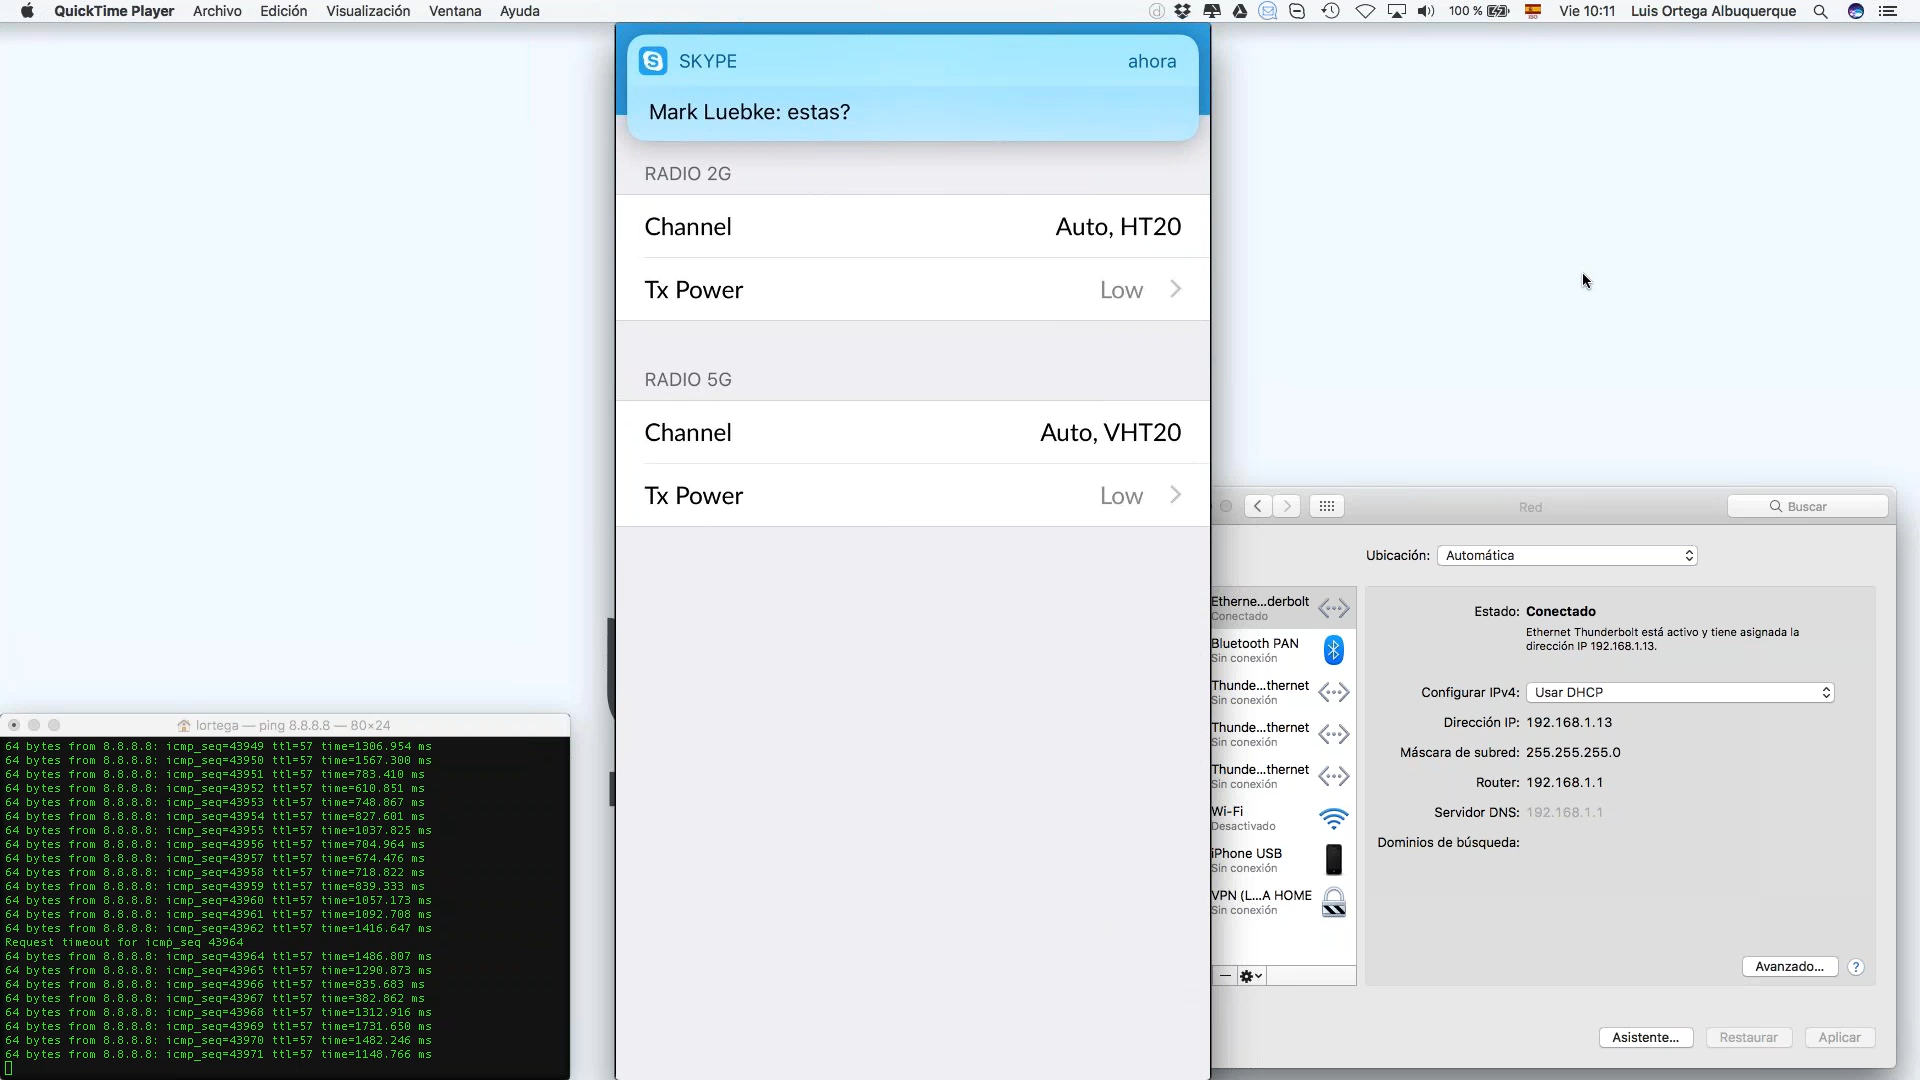 QuickTime Player Archivo Edición Visualización Ventana Ayuda 100 % Vie 10:11 Luis Ortega Albuquerque
SKYPE ahora
Mark Luebke: estas?
RADIO 2G
Channel Auto, HT20
Tx Power Low
RADIO 5G
Channel Auto, VHT20
Tx Power Low
lortega — ping 8.8.8.8 — 80×24
64 bytes from 8.8.8.8: icmp_seq=43949 ttl=57 time=1306.954 ms
64 bytes from 8.8.8.8: icmp_seq=43950 ttl=57 time=1567.300 ms
64 bytes from 8.8.8.8: icmp_seq=43951 ttl=57 time=783.410 ms
64 bytes from 8.8.8.8: icmp_seq=43952 ttl=57 time=610.851 ms
64 bytes from 8.8.8.8: icmp_seq=43953 ttl=57 time=748.867 ms
64 bytes from 8.8.8.8: icmp_seq=43954 ttl=57 time=827.601 ms
64 bytes from 8.8.8.8: icmp_seq=43955 ttl=57 time=1037.825 ms
64 bytes from 8.8.8.8: icmp_seq=43956 ttl=57 time=704.964 ms
64 bytes from 8.8.8.8: icmp_seq=43957 ttl=57 time=674.476 ms
64 bytes from 8.8.8.8: icmp_seq=43958 ttl=57 time=718.822 ms
64 bytes from 8.8.8.8: icmp_seq=43959 ttl=57 time=839.333 ms
64 bytes from 8.8.8.8: icmp_seq=43960 ttl=57 time=1057.173 ms
64 bytes from 8.8.8.8: icmp_seq=43961 ttl=57 time=1092.708 ms
64 bytes from 8.8.8.8: icmp_seq=43962 ttl=57 time=1416.647 ms
Request timeout for icmp_seq 43964
64 bytes from 8.8.8.8: icmp_seq=43964 ttl=57 time=1486.807 ms
64 bytes from 8.8.8.8: icmp_seq=43965 ttl=57 time=1290.873 ms
64 bytes from 8.8.8.8: icmp_seq=43966 ttl=57 time=835.683 ms
64 bytes from 8.8.8.8: icmp_seq=43967 ttl=57 time=382.862 ms
64 bytes from 8.8.8.8: icmp_seq=43968 ttl=57 time=1312.916 ms
64 bytes from 8.8.8.8: icmp_seq=43969 ttl=57 time=1731.650 ms
64 bytes from 8.8.8.8: icmp_seq=43970 ttl=57 time=1482.246 ms
64 bytes from 8.8.8.8: icmp_seq=43971 ttl=57 time=1148.766 ms
Red Buscar
Ubicación: Automática
Etherne...derbolt
Conectado
Bluetooth PAN
Sin conexión
Thunde...thernet
Sin conexión
Thunde...thernet
Sin conexión
Thunde...thernet
Sin conexión
Wi-Fi
Desactivado
iPhone USB
Sin conexión
VPN (L...A HOME
Sin conexión
Estado: Conectado
Ethernet Thunderbolt está activo y tiene asignada la
dirección IP 192.168.1.13.
Configurar IPv4: Usar DHCP
Dirección IP: 192.168.1.13
Máscara de subred: 255.255.255.0
Router: 192.168.1.1
Servidor DNS: 192.168.1.1
Dominios de búsqueda:
Avanzado... ?
Asistente... Restaurar Aplicar